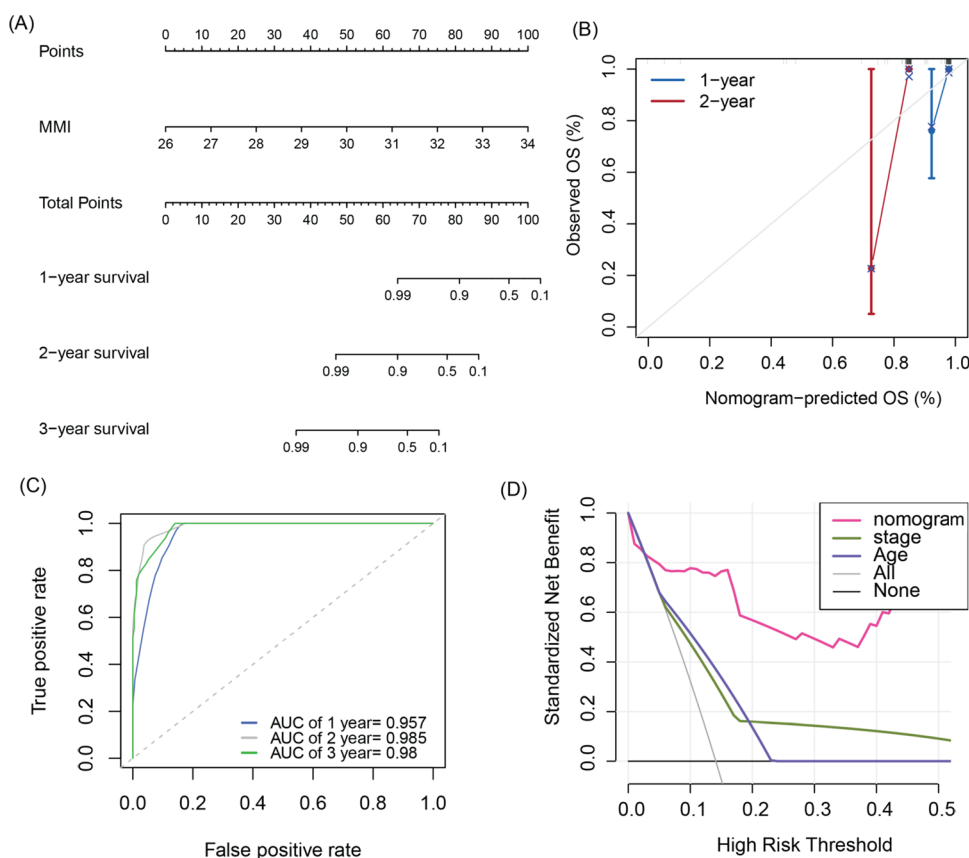 (A)
Points
0 10 20 30 40 50 60 70 80 90 100
MMI
26 27 28 29 30 31 32 33 34
Total Points
0 10 20 30 40 50 60 70 80 90 100
1−year survival
0.99 0.9 0.5 0.1
2−year survival
0.99 0.9 0.5 0.1
3−year survival
0.99 0.9 0.5 0.1
(B)
1−year
2−year
Observed OS (%)
1.0
0.8
0.6
0.4
0.2
0.0
0.0 0.2 0.4 0.6 0.8 1.0
Nomogram−predicted OS (%)
(C)
True positive rate
1.0
0.8
0.6
0.4
0.2
0.0
AUC of 1 year= 0.957
AUC of 2 year= 0.985
AUC of 3 year= 0.98
0.0 0.2 0.4 0.6 0.8 1.0
False positive rate
(D)
Standardized Net Benefit
1.0
0.8
0.6
0.4
0.2
0.0
nomogram
stage
Age
All
None
0.0 0.1 0.2 0.3 0.4 0.5
High Risk Threshold